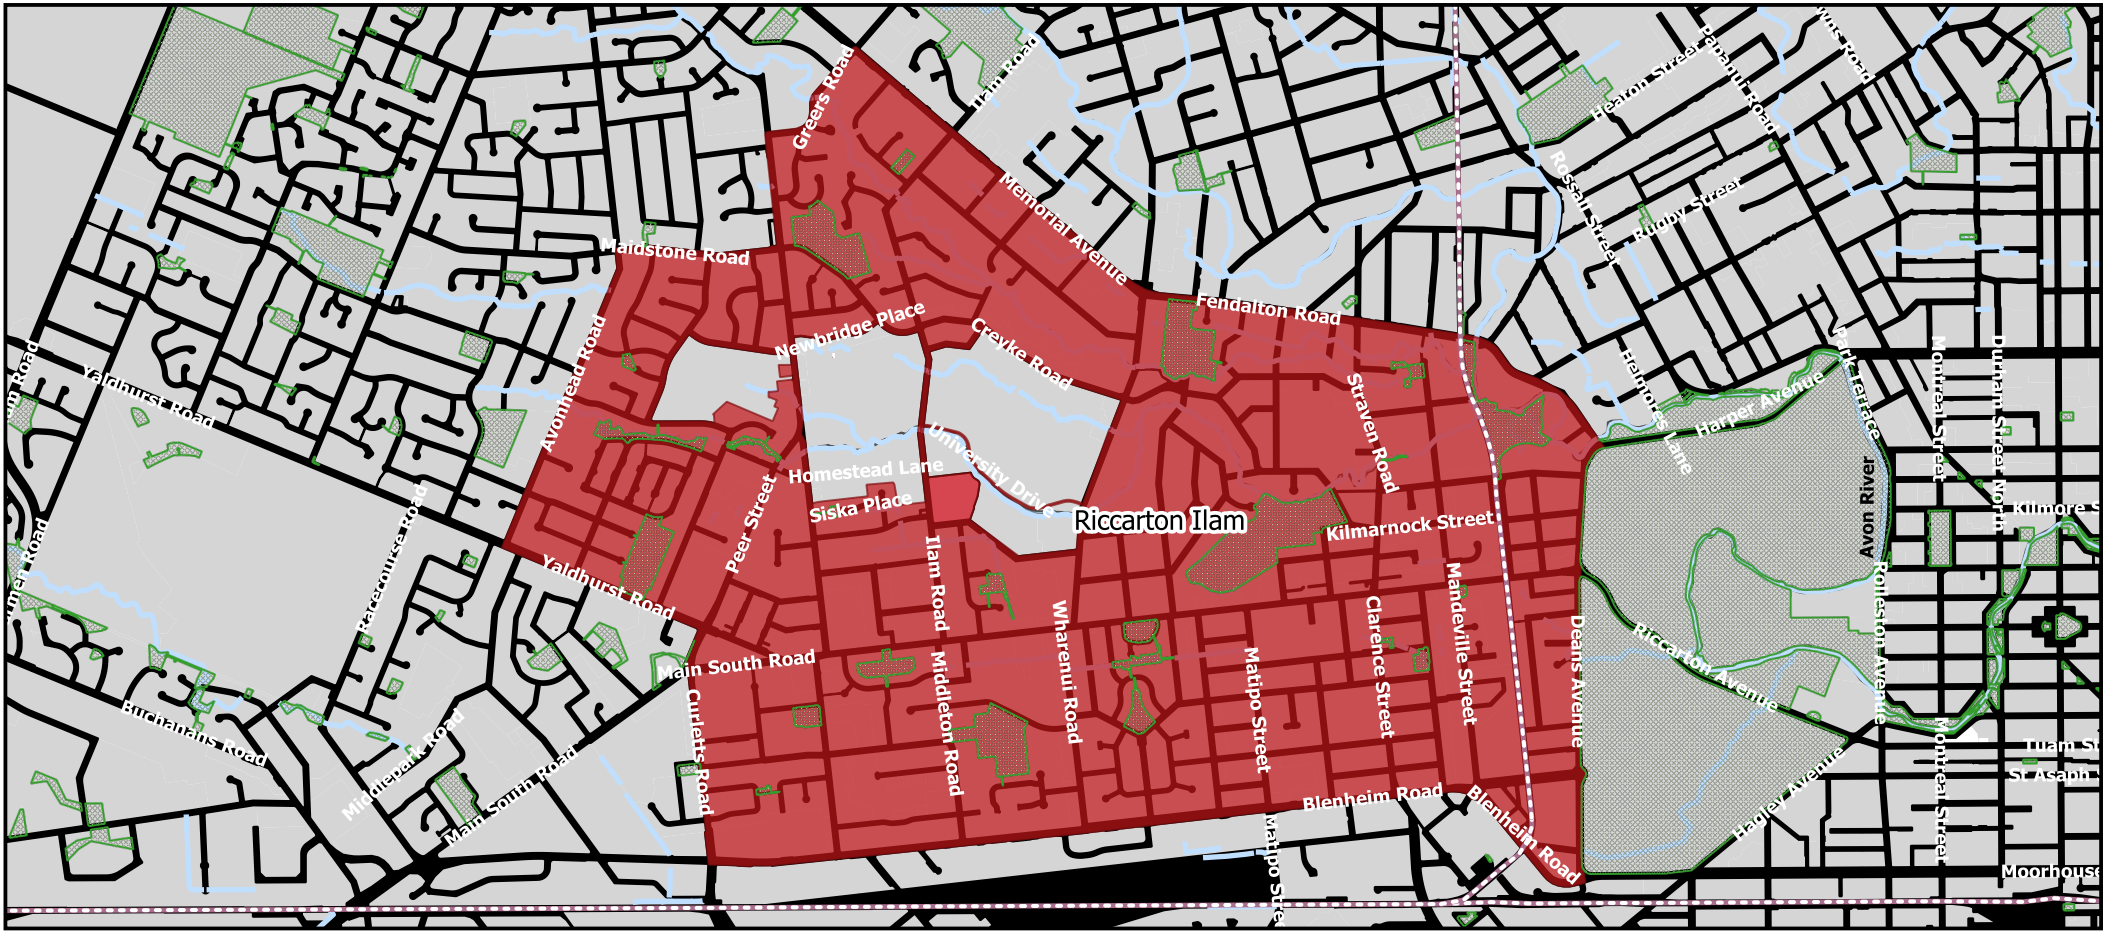 Greers Road
Ilam Road
Heaton Street
Papanui Road
Memorial Avenue
Rossall Street
Rugby Street
Maidstone Road
Fendalton Road
Newbridge Place
Creyke Road
Avonhead Road
Yaldhurst Road
Straven Road
Helmores Lane
Harper Avenue
Park Terrace
Montreal Street
Durham Street North
University Drive
Homestead Lane
Siska Place
Peer Street
Riccarton Ilam
Kilmarnock Street
Avon River
Kilmore S
Racecourse Road
Yaldhurst Road
Ilam Road
Wharenui Road
Main South Road
Middleton Road
Matipo Street
Clarence Street
Mandeville Street
Deans Avenue
Riccarton Avenue
Rolleston Avenue
Buchanans Road
Middlepark Road
Main South Road
Curletts Road
Blenheim Road
Blenheim Road
Matipo Stre
Hagley Avenue
Montreal Street
Tuam St
St Asaph
Moorhouse